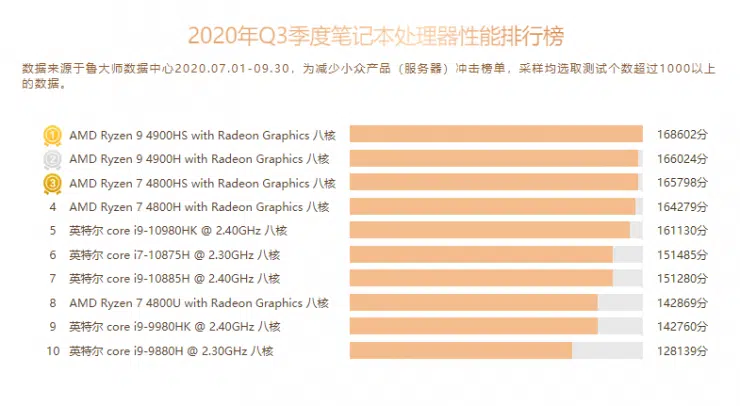 2020年Q3季度笔记本处理器性能排行榜
数据来源于鲁大师数据中心2020.07.01-09.30，为减少小众产品（服务器）冲击榜单，采样均选取测试个数超过1000以上
的数据。
1 AMD Ryzen 9 4900HS with Radeon Graphics 八核 168602分
2 AMD Ryzen 9 4900H with Radeon Graphics 八核 166024分
3 AMD Ryzen 7 4800HS with Radeon Graphics 八核 165798分
4 AMD Ryzen 7 4800H with Radeon Graphics 八核 164279分
5 英特尔 core i9-10980HK @ 2.40GHz 八核 161130分
6 英特尔 core i7-10875H @ 2.30GHz 八核 151485分
7 英特尔 core i9-10885H @ 2.40GHz 八核 151280分
8 AMD Ryzen 7 4800U with Radeon Graphics 八核 142869分
9 英特尔 core i9-9980HK @ 2.40GHz 八核 142760分
10 英特尔 core i9-9880H @ 2.30GHz 八核 128139分